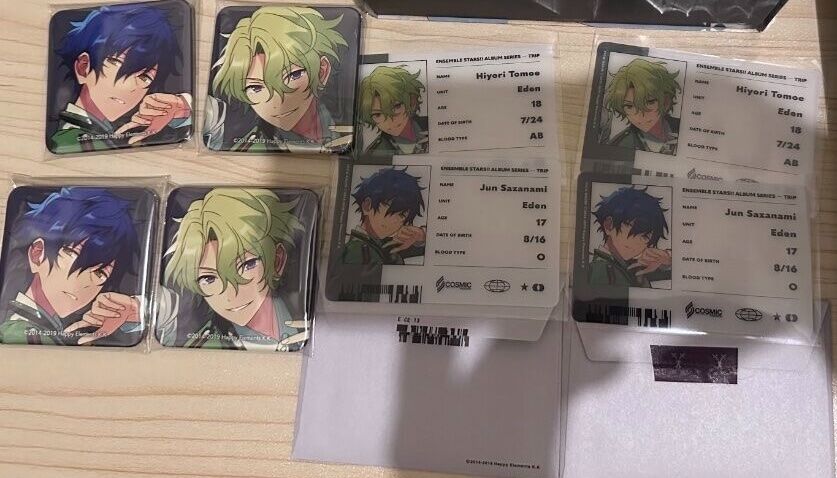 ©2014-2019 Happy Elements K.K
©2014-2019 Happy Elements K.K
©2014-2019 Happy Elements K.K
©2014-2019 Happy Elements K.K
ENSEMBLE STARS!! ALBUM SERIES -- TRIP
NAME Hiyori Tomoe
UNIT Eden
AGE 18
DATE OF BIRTH 7/24
BLOOD TYPE AB
ENSEMBLE STARS!! ALBUM SERIES -- TRIP
NAME Hiyori Tomoe
UNIT Eden
AGE 18
DATE OF BIRTH 7/24
BLOOD TYPE AB
COSMIC
ENSEMBLE STARS!! ALBUM SERIES -- TRIP
NAME Jun Sazanami
UNIT Eden
AGE 17
DATE OF BIRTH 8/16
BLOOD TYPE O
COSMIC
ENSEMBLE STARS!! ALBUM SERIES -- TRIP
NAME Jun Sazanami
UNIT Eden
AGE 17
DATE OF BIRTH 8/16
BLOOD TYPE O
COSMIC
©2014-2019 Happy Elements K.K